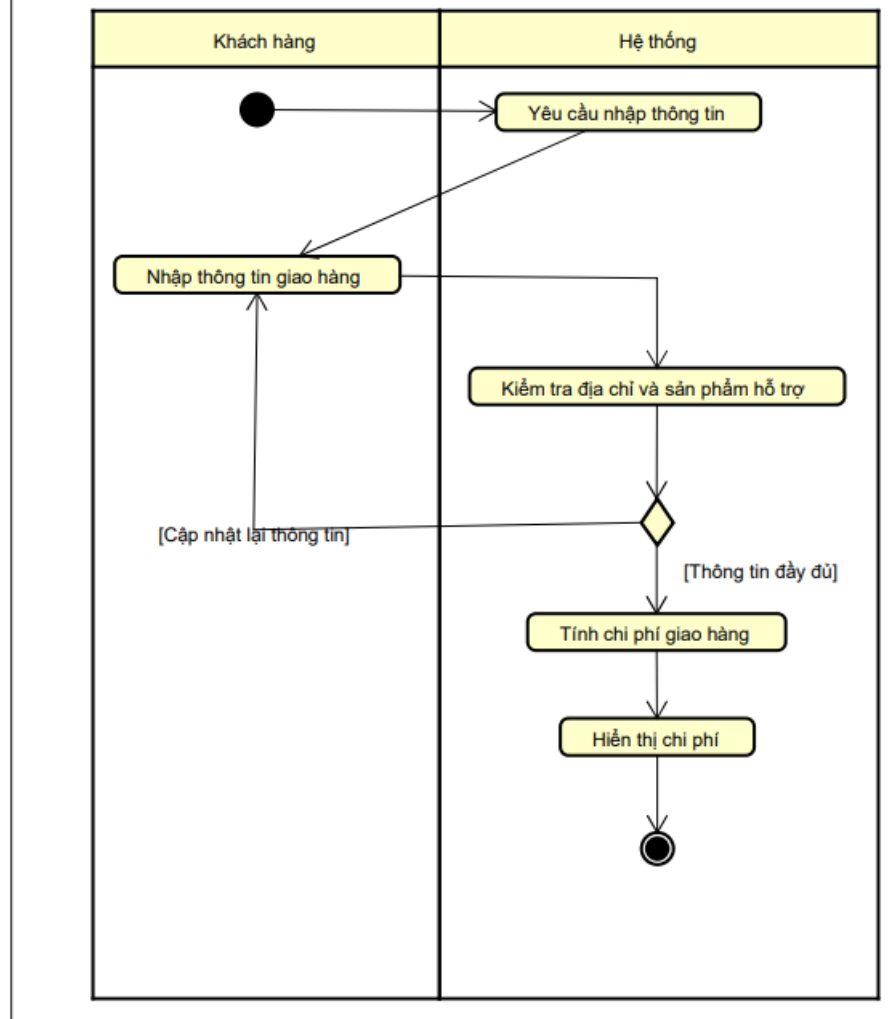 Khách hàng
Hệ thống
Yêu cầu nhập thông tin
Nhập thông tin giao hàng
Kiểm tra địa chỉ và sản phẩm hỗ trợ
[Cập nhật lại thông tin]
[Thông tin đầy đủ]
Tính chi phí giao hàng
Hiển thị chi phí